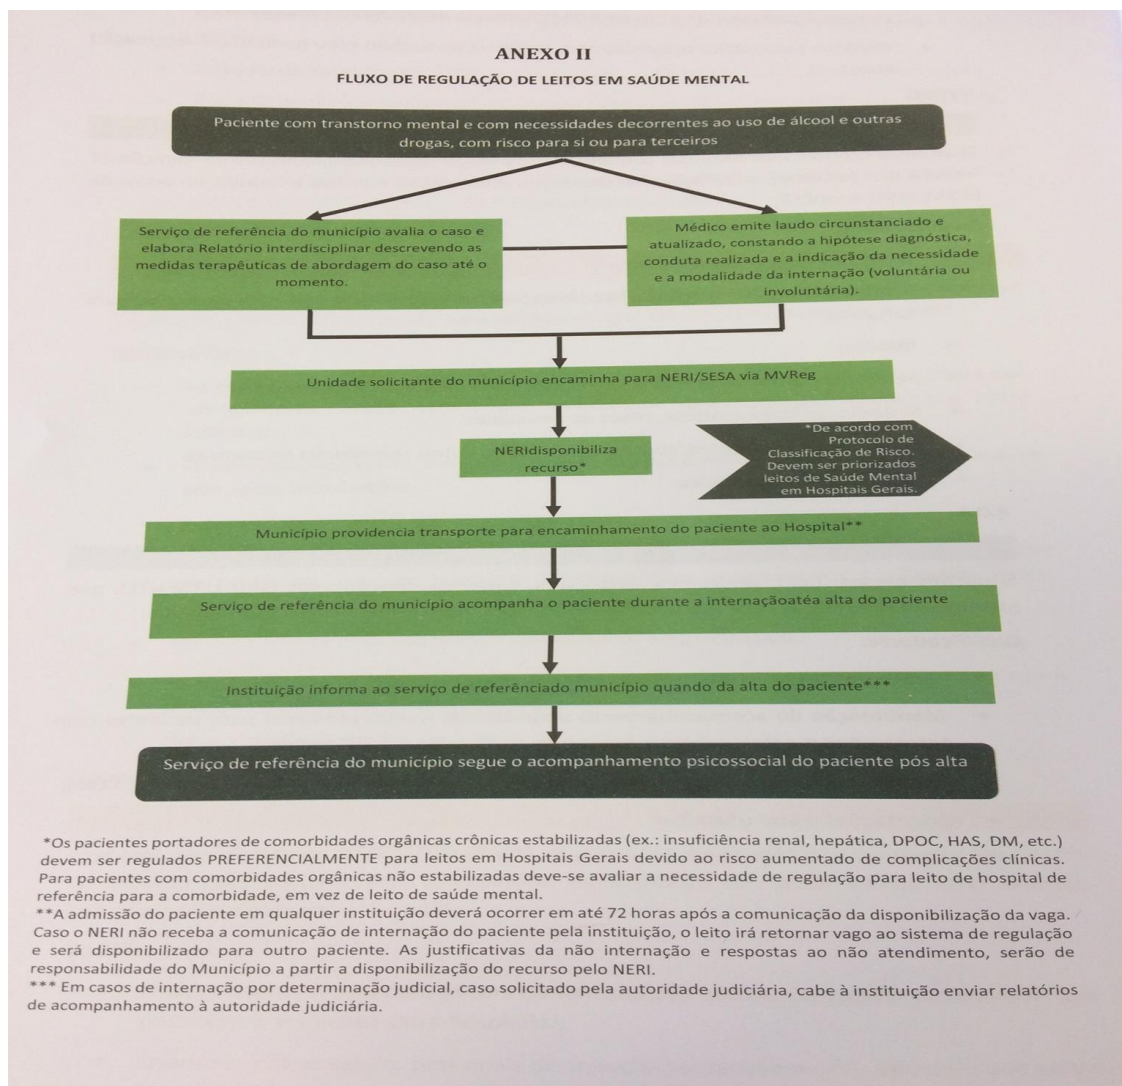 ANEXO II
FLUXO DE REGULAÇÃO DE LEITOS EM SAÚDE MENTAL
Paciente com transtorno mental e com necessidades decorrentes ao uso de álcool e outras
drogas, com risco para si ou para terceiros
Serviço de referência do município avalia o caso e
elabora Relatório interdisciplinar descrevendo as
medidas terapêuticas de abordagem do caso até o
momento.
Médico emite laudo circunstanciado e
atualizado, constando a hipótese diagnóstica,
conduta realizada e a indicação da necessidade
e a modalidade da internação (voluntária ou
involuntária).
Unidade solicitante do município encaminha para NERI/SESA via MVReg
NERIdisponibiliza
recurso*
*De acordo com
Protocolo de
Classificação de Risco.
Devem ser priorizados
leitos de Saúde Mental
em Hospitais Gerais.
Município providencia transporte para encaminhamento do paciente ao Hospital**
Serviço de referência do município acompanha o paciente durante a internaçãoatéa alta do paciente
Instituição informa ao serviço de referênciado município quando da alta do paciente***
Serviço de referência do município segue o acompanhamento psicossocial do paciente pós alta
*Os pacientes portadores de comorbidades orgânicas crônicas estabilizadas (ex.: insuficiência renal, hepática, DPOC, HAS, DM, etc.)
devem ser regulados PREFERENCIALMENTE para leitos em Hospitais Gerais devido ao risco aumentado de complicações clínicas.
Para pacientes com comorbidades orgânicas não estabilizadas deve-se avaliar a necessidade de regulação para leito de hospital de
referência para a comorbidade, em vez de leito de saúde mental.
**A admissão do paciente em qualquer instituição deverá ocorrer em até 72 horas após a comunicação da disponibilização da vaga.
Caso o NERI não receba a comunicação de internação do paciente pela instituição, o leito irá retornar vago ao sistema de regulação
e será disponibilizado para outro paciente. As justificativas da não internação e respostas ao não atendimento, serão de
responsabilidade do Município a partir a disponibilização do recurso pelo NERI.
*** Em casos de internação por determinação judicial, caso solicitado pela autoridade judiciária, cabe à instituição enviar relatórios
de acompanhamento à autoridade judiciária.